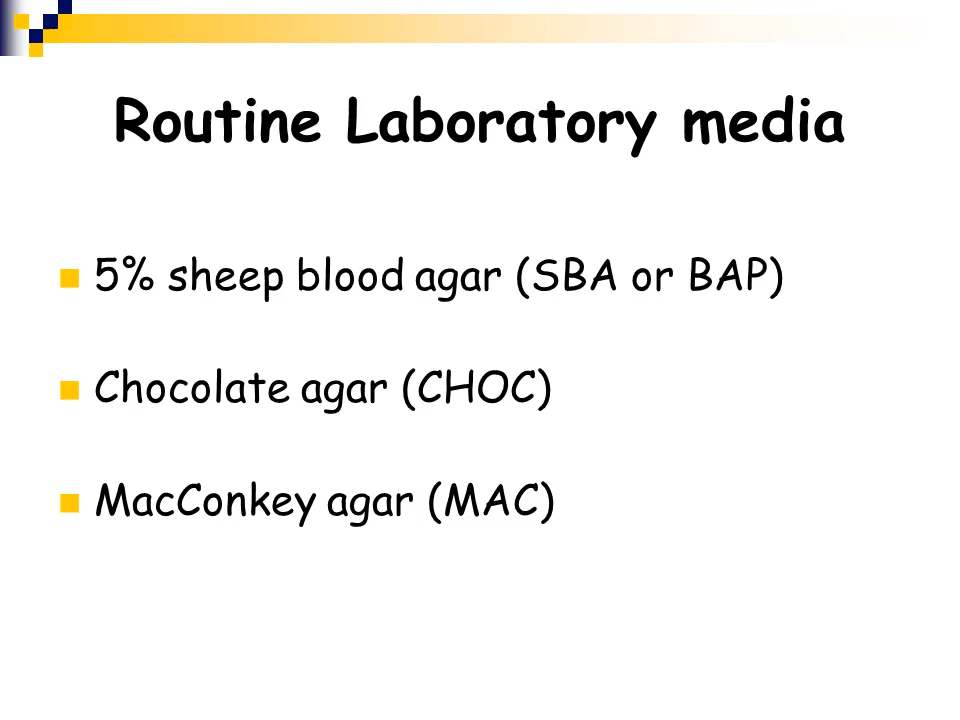 Routine Laboratory media
5% sheep blood agar (SBA or BAP)
Chocolate agar (CHOC)
MacConkey agar (MAC)